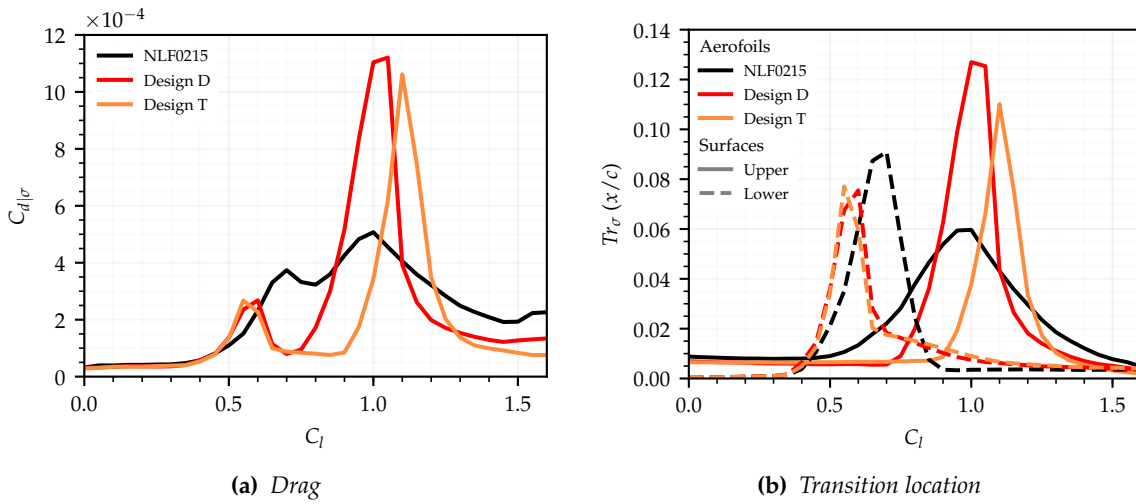 ×10⁻⁴
12
10
8
6
4
2
0
C_{d|σ}
NLF0215
Design D
Design T
0.0
0.5
1.0
1.5
C_l
(a) Drag
0.14
0.12
0.10
0.08
0.06
0.04
0.02
0.00
Tr_σ (x/c)
Aerofoils
NLF0215
Design D
Design T
Surfaces
Upper
Lower
0.0
0.5
1.0
1.5
C_l
(b) Transition location